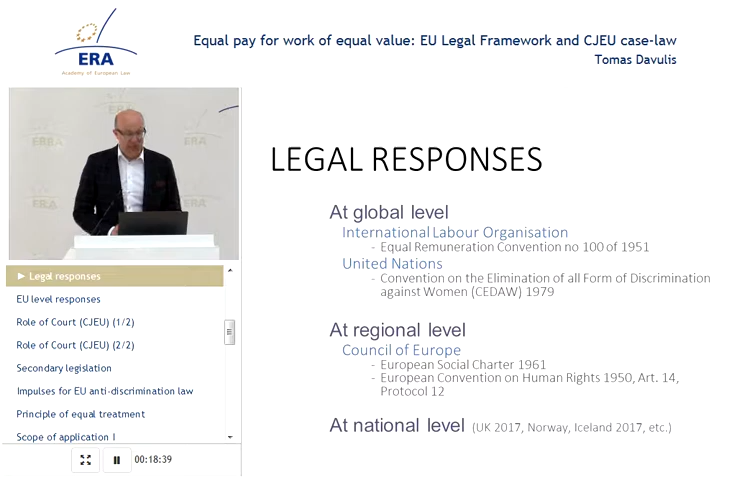 ERA
Academy of European Law
Equal pay for work of equal value: EU Legal Framework and CJEU case-law
Tomas Davulis
ERA
ERA
► Legal responses
EU level responses
Role of Court (CJEU) (1/2)
Role of Court (CJEU) (2/2)
Secondary legislation
Impulses for EU anti-discrimination law
Principle of equal treatment
Scope of application I
00:18:39
LEGAL RESPONSES
At global level
International Labour Organisation
- Equal Remuneration Convention no 100 of 1951
United Nations
- Convention on the Elimination of all Form of Discrimination
against Women (CEDAW) 1979
At regional level
Council of Europe
- European Social Charter 1961
- European Convention on Human Rights 1950, Art. 14,
Protocol 12
At national level (UK 2017, Norway, Iceland 2017, etc.)